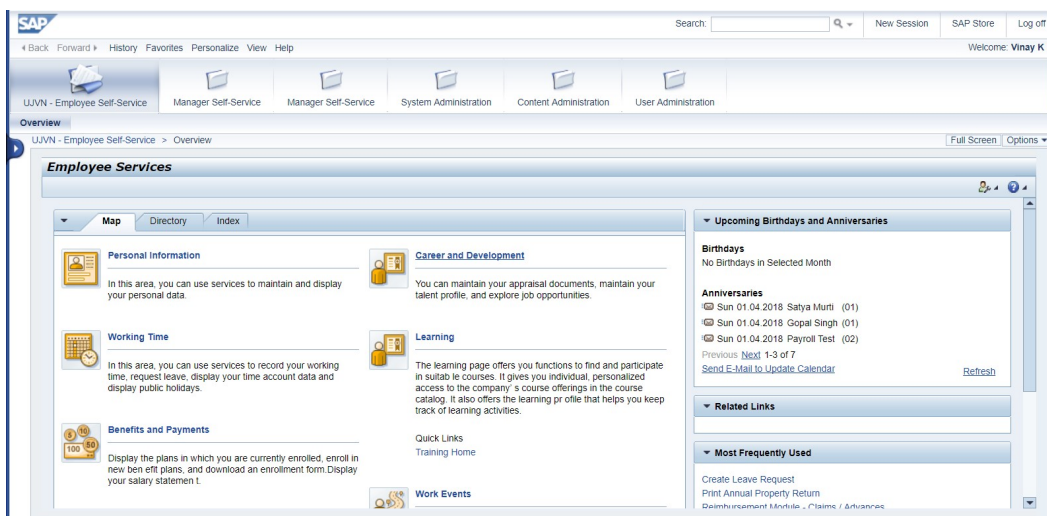 SAP
Search:
New Session
SAP Store
Log off
Back Forward History Favorites Personalize View Help
Welcome: Vinay K
UJVN - Employee Self-Service
Manager Self-Service
Manager Self-Service
System Administration
Content Administration
User Administration
Overview
UJVN - Employee Self-Service > Overview
Full Screen
Options
Employee Services
Map
Directory
Index
Personal Information
In this area, you can use services to maintain and display
your personal data.
Working Time
In this area, you can use services to record your working
time, request leave, display your time account data and
display public holidays.
5 10
100 50
Benefits and Payments
Display the plans in which you are currently enrolled, enroll in
new ben efit plans, and download an enrollment form.Display
your salary statemen t.
Career and Development
You can maintain your appraisal documents, maintain your
talent profile, and explore job opportunities.
Learning
The learning page offers you functions to find and participate
in suitab le courses. It gives you individual, personalized
access to the company' s course offerings in the course
catalog. It also offers the learning pr ofile that helps you keep
track of learning activities.
Quick Links
Training Home
Work Events
Upcoming Birthdays and Anniversaries
Birthdays
No Birthdays in Selected Month
Anniversaries
Sun 01.04.2018 Satya Murti (01)
Sun 01.04.2018 Gopal Singh (01)
Sun 01.04.2018 Payroll Test (02)
Previous Next 1-3 of 7
Send E-Mail to Update Calendar
Refresh
Related Links
Most Frequently Used
Create Leave Request
Print Annual Property Return
Reimbursement Module - Claims / Advances